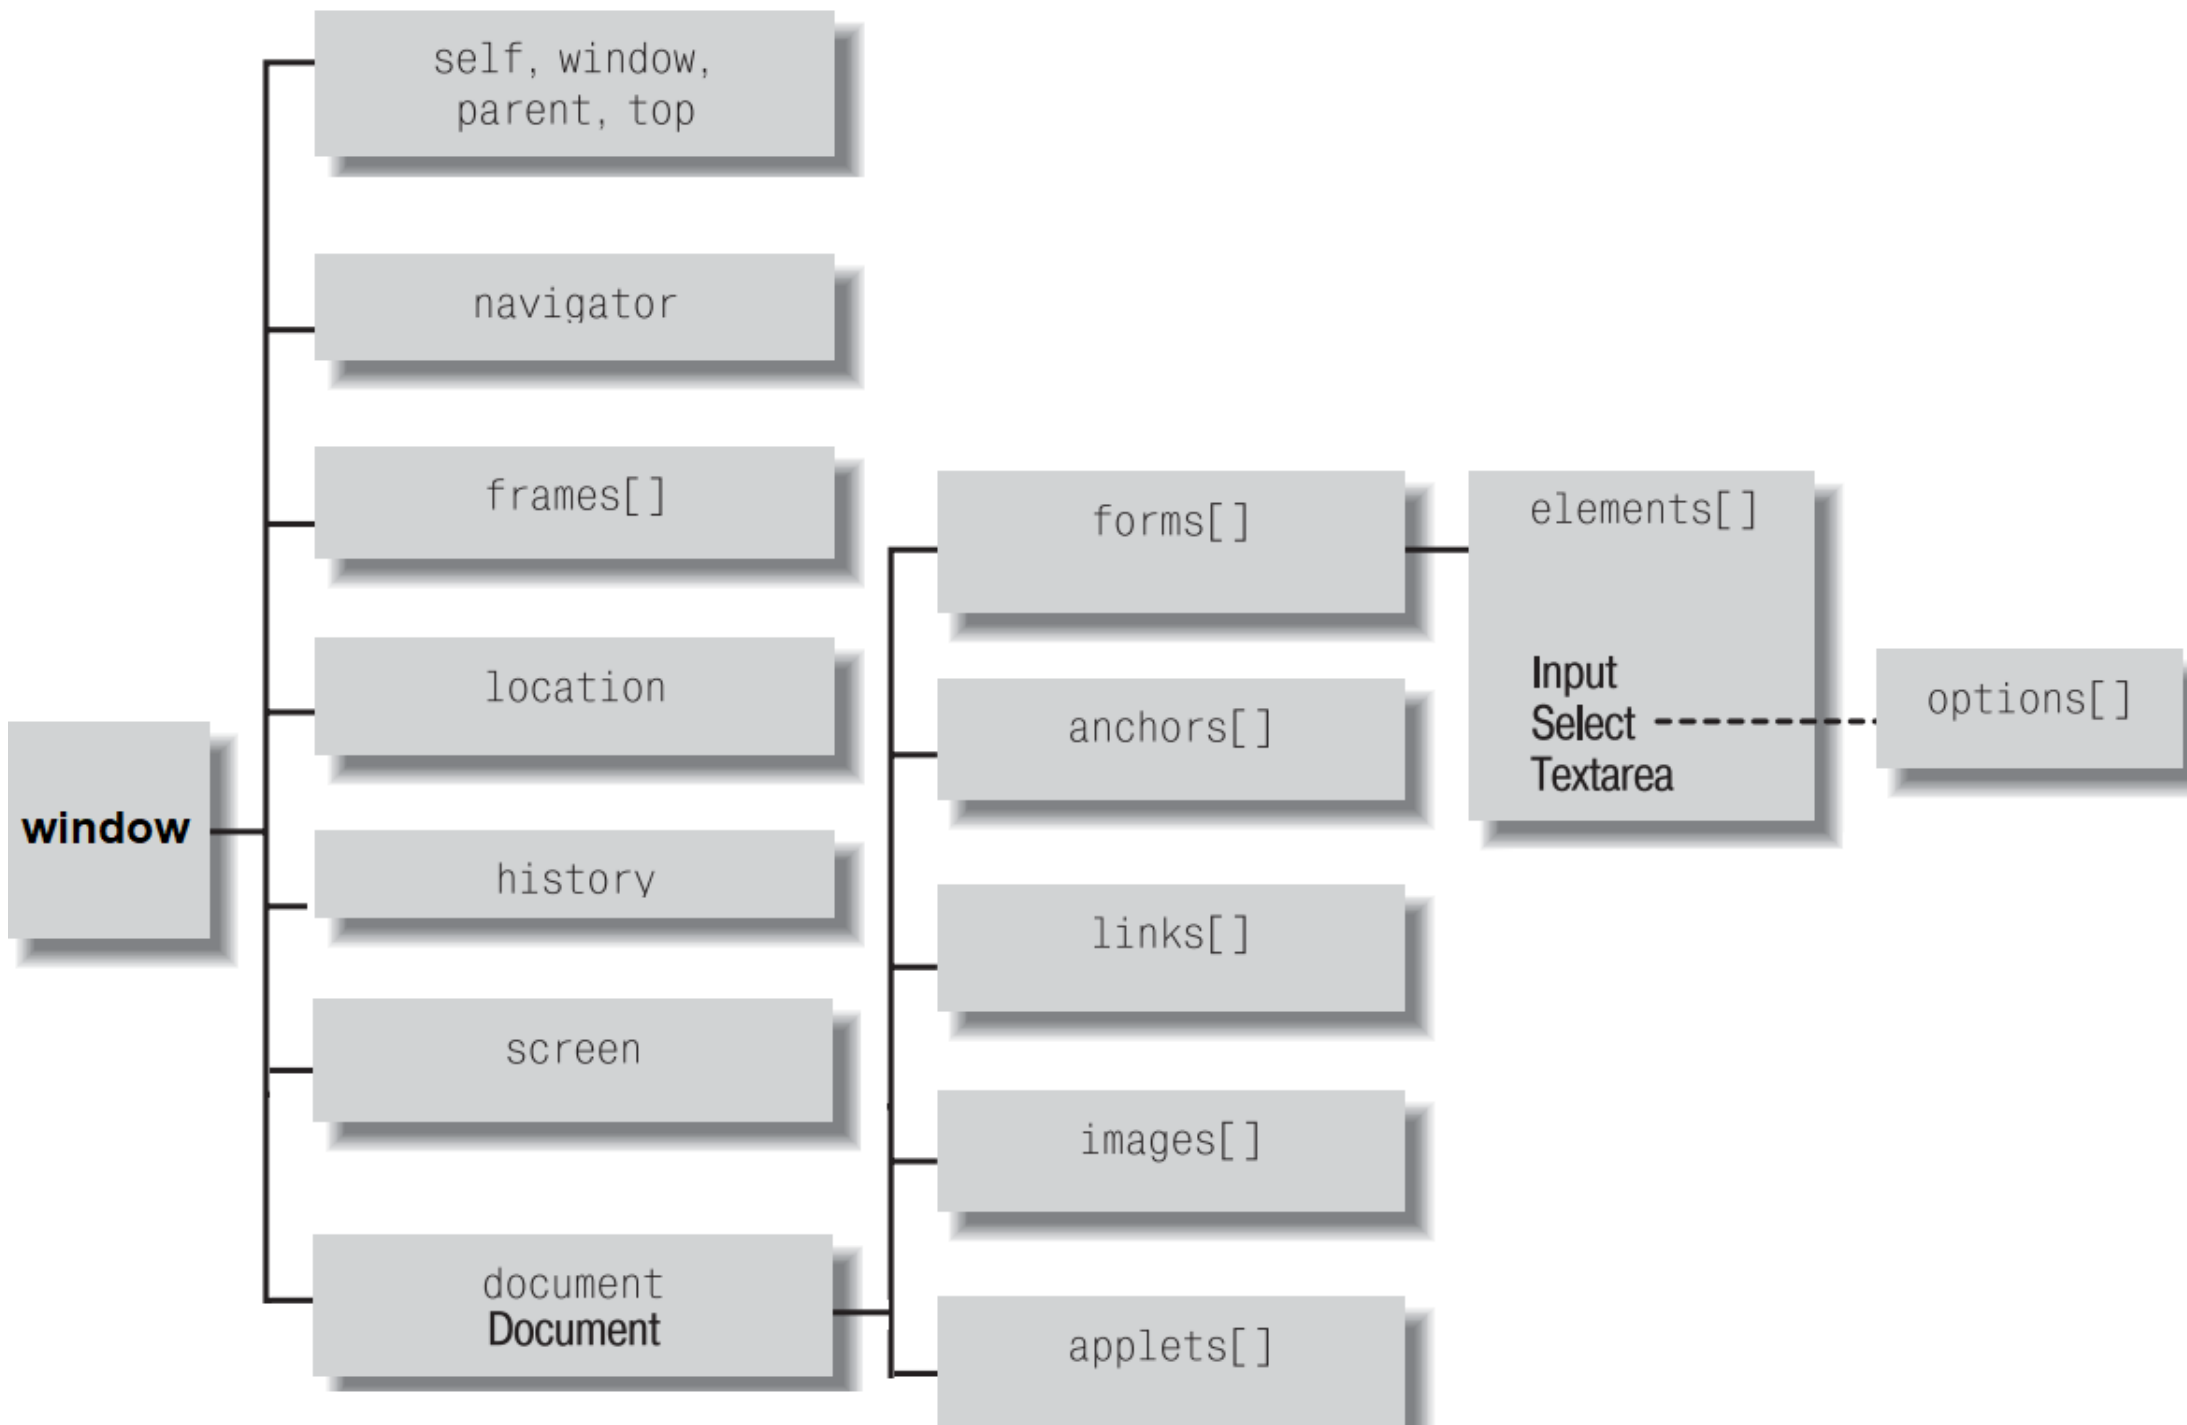 self, window,
parent, top
navigator
frames[]
location
window
history
screen
document
Document
forms[]
anchors[]
links[]
images[]
applets[]
elements[]
Input
Select
Textarea
options[]